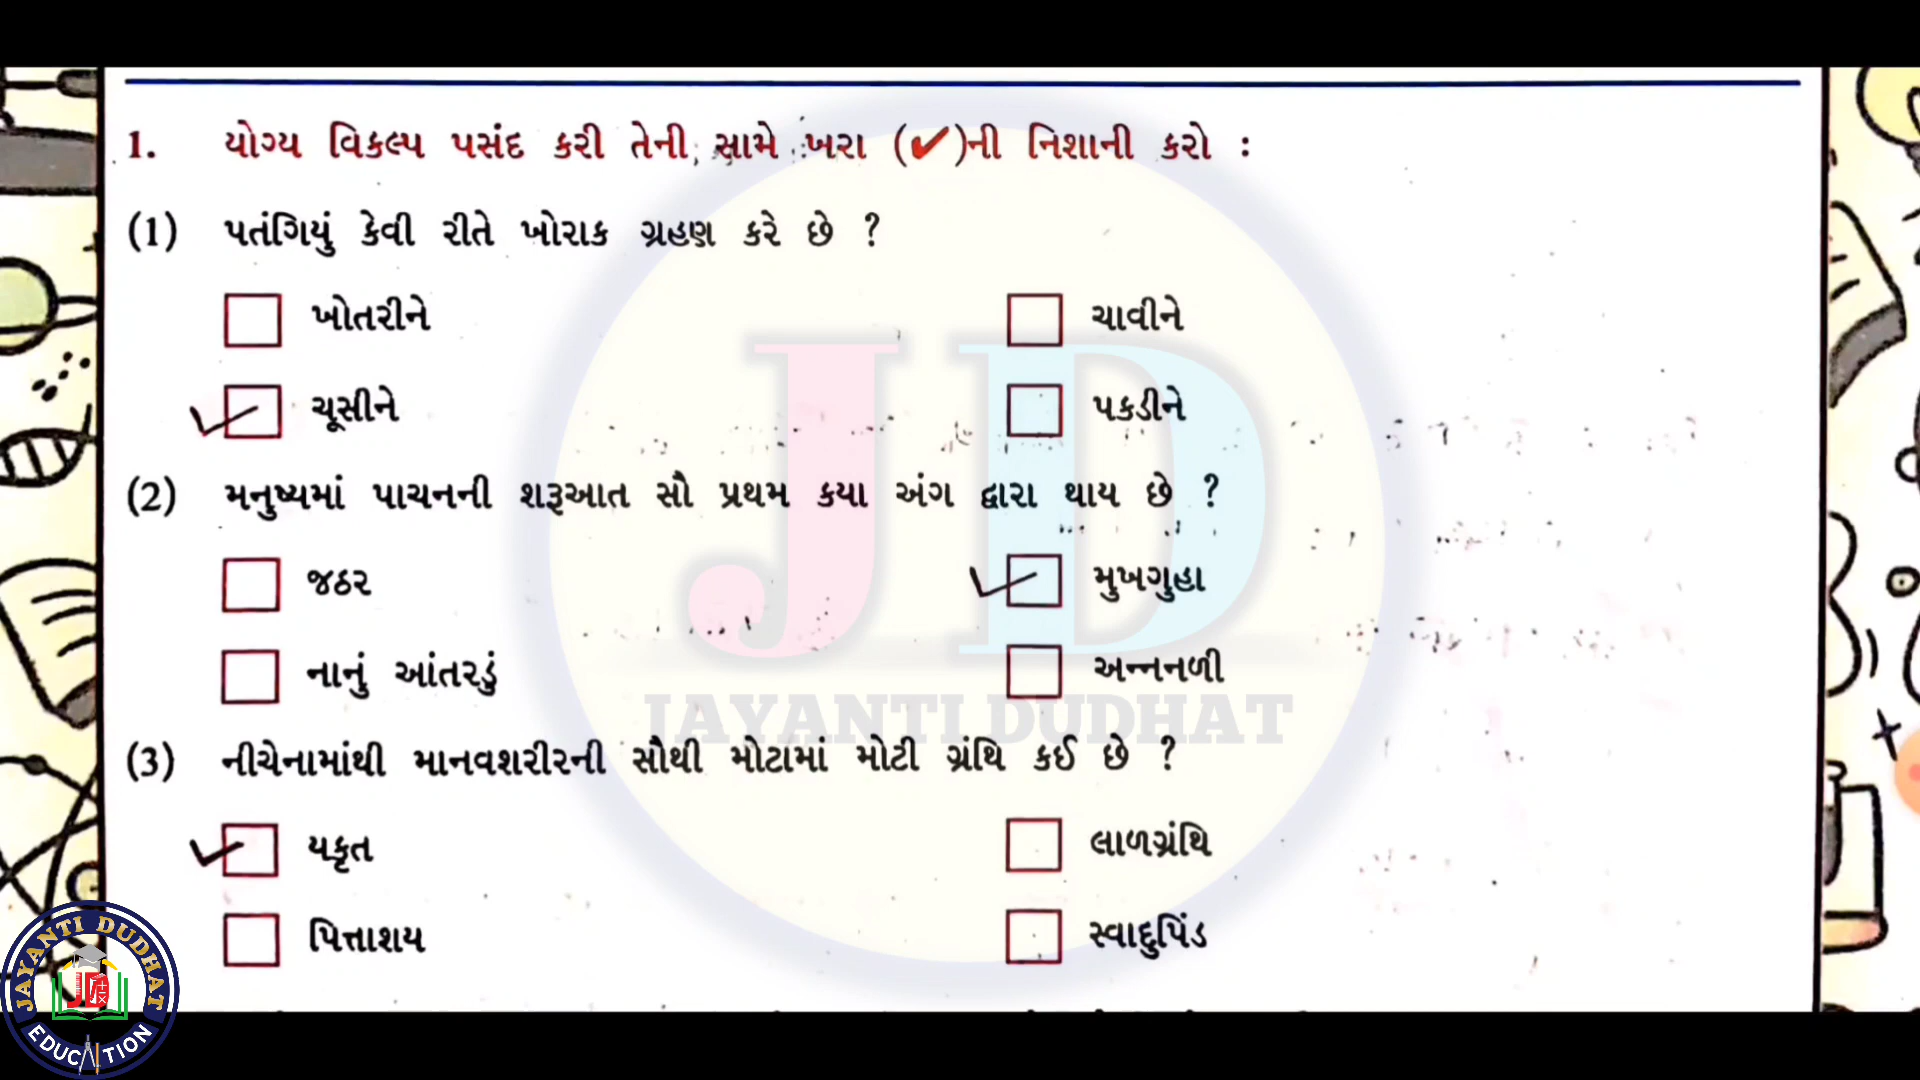 1. યોગ્ય વિકલ્પ પસંદ કરી તેની સામે ખરા (✔)ની નિશાની કરો :
(1) પતંગિયું કેવી રીતે ખોરાક ગ્રહણ કરે છે ?
ખોતરીને ચાવીને
ચૂસીને પકડીને
(2) મનુષ્યમાં પાચનની શરૂઆત સૌ પ્રથમ કયા અંગ દ્વારા થાય છે ?
જઠર મુખગુહા
નાનું આંતરડું અન્નનળી
JAYANTI DUDHAT
(3) નીચેનામાંથી માનવશરીરની સૌથી મોટામાં મોટી ગ્રંથિ કઈ છે ?
યકૃત લાળગ્રંથિ
પિત્તાશય સ્વાદુપિંડ
JD
JAYANTI DUDHAT
EDUCATION